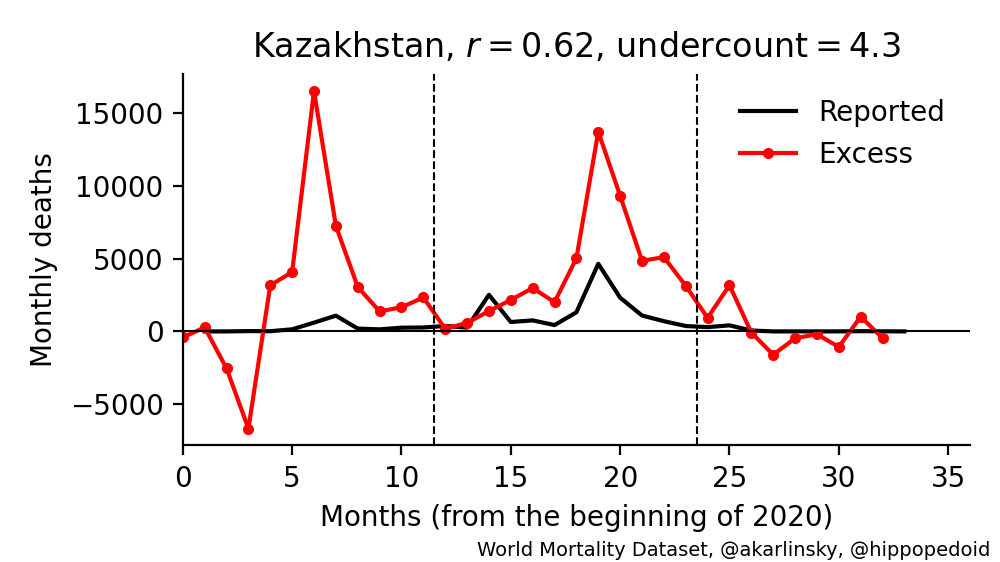 Kazakhstan, r = 0.62, undercount = 4.3
Reported
Excess
Monthly deaths
15000
10000
5000
0
−5000
0 5 10 15 20 25 30 35
Months (from the beginning of 2020)
World Mortality Dataset, @akarlinsky, @hippopedoid